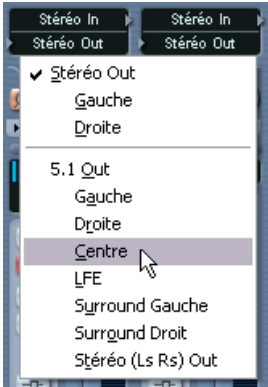 Stéréo In Stéréo In
Stéréo Out Stéréo Out
Stéréo Out
Gauche
Droite
5.1 Out
Gauche
Droite
Centre
LFE
Surround Gauche
Surround Droit
Stéréo (Ls Rs) Out